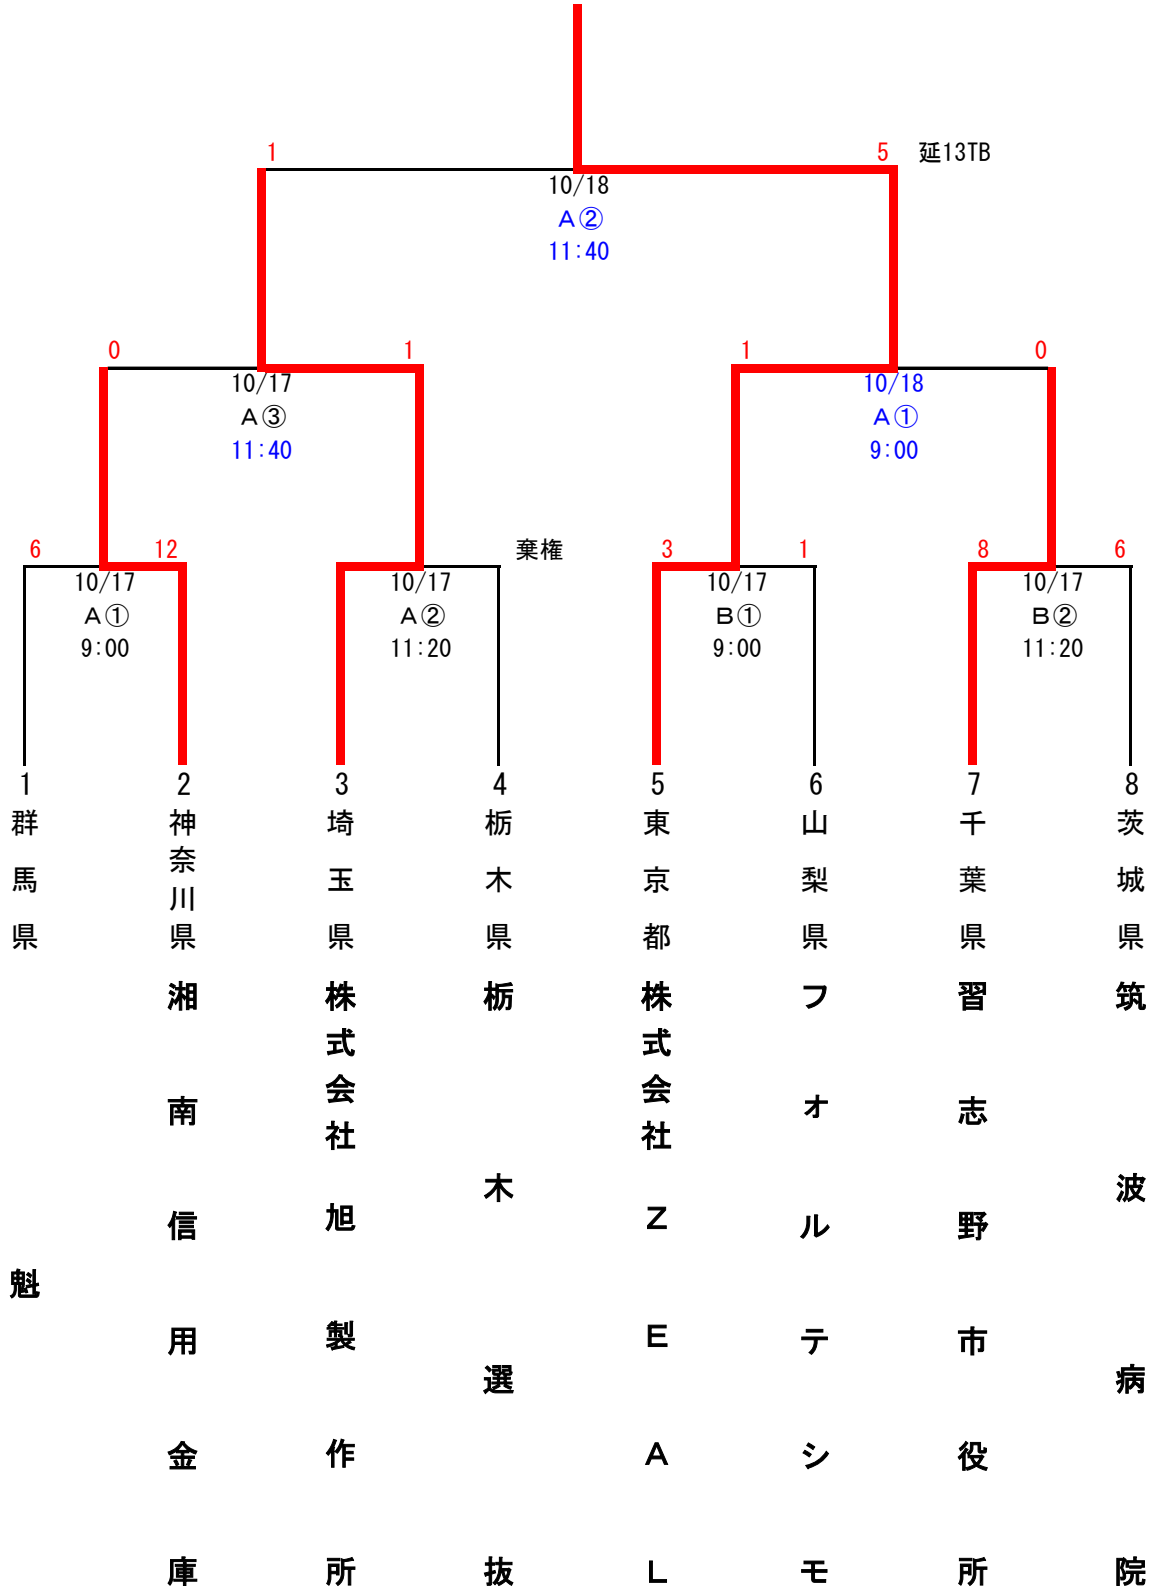 1 5 延13TB
10/18
A②
11:40
0 1 1 0
10/17 10/18
A③ A①
11:40 9:00
6 12 棄権 3 1 8 6
10/17 10/17 10/17 10/17
A① A② B① B②
9:00 11:20 9:00 11:20
1 2 3 4 5 6 7 8
群馬県
魁
神奈川県
湘南信用金庫
埼玉県
株式会社旭製作所
栃木県
栃木選抜
東京都
株式会社ZEAL
山梨県
フオルテシモ
千葉県
習志野市役所
茨城県
筑波病院